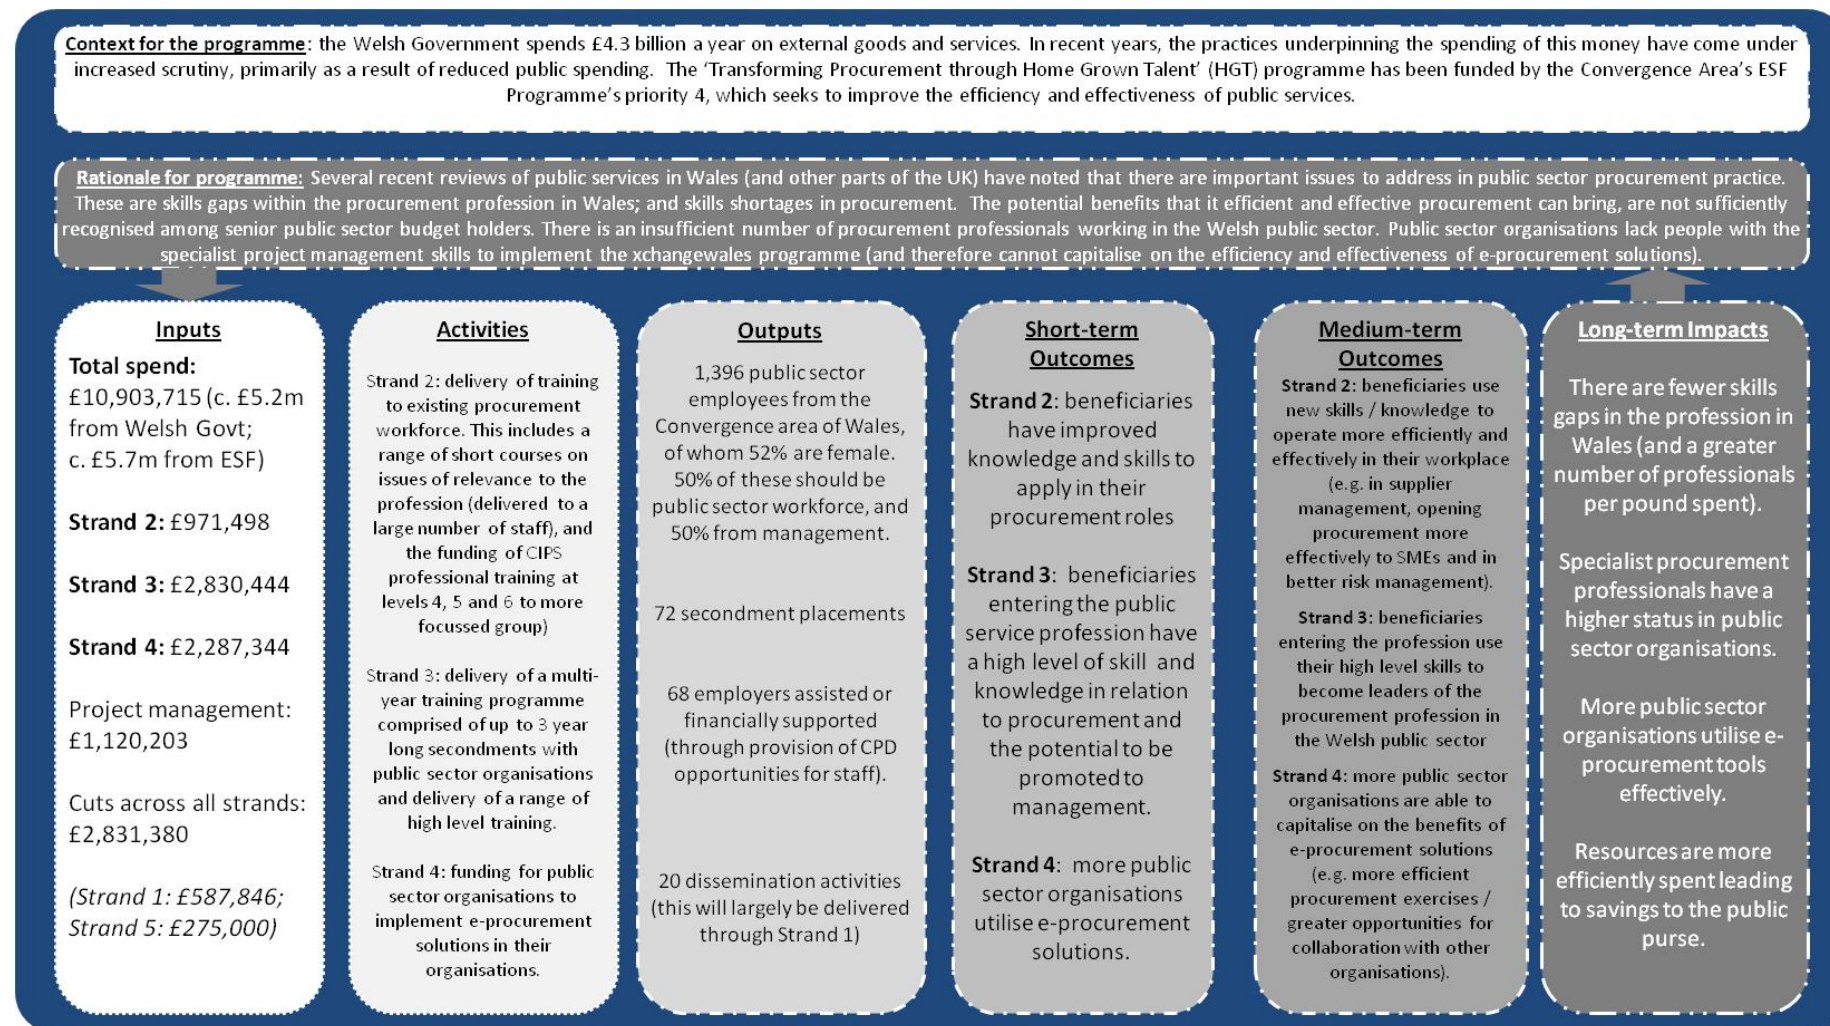 Context for the programme: the Welsh Government spends £4.3 billion a year on external goods and services. In recent years, the practices underpinning the spending of this money have come under
increased scrutiny, primarily as a result of reduced public spending. The ‘Transforming Procurement through Home Grown Talent’ (HGT) programme has been funded by the Convergence Area’s ESF
Programme’s priority 4, which seeks to improve the efficiency and effectiveness of public services.
Rationale for programme: Several recent reviews of public services in Wales (and other parts of the UK) have noted that there are important issues to address in public sector procurement practice.
These are skills gaps within the procurement profession in Wales; and skills shortages in procurement. The potential benefits that it efficient and effective procurement can bring, are not sufficiently
recognised among senior public sector budget holders. There is an insufficient number of procurement professionals working in the Welsh public sector. Public sector organisations lack people with the
specialist project management skills to implement the xchangewales programme (and therefore cannot capitalise on the efficiency and effectiveness of e-procurement solutions).
Inputs
Total spend:
£10,903,715 (c. £5.2m
from Welsh Govt;
c. £5.7m from ESF)
Strand 2: £971,498
Strand 3: £2,830,444
Strand 4: £2,287,344
Project management:
£1,120,203
Cuts across all strands:
£2,831,380
(Strand 1: £587,846;
Strand 5: £275,000)
Activities
Strand 2: delivery of training
to existing procurement
workforce. This includes a
range of short courses on
issues of relevance to the
profession (delivered to a
large number of staff), and
the funding of CIPS
professional training at
levels 4, 5 and 6 to more
focussed group)
Strand 3: delivery of a multi-
year training programme
comprised of up to 3 year
long secondments with
public sector organisations
and delivery of a range of
high level training.
Strand 4: funding for public
sector organisations to
implement e-procurement
solutions in their
organisations.
Outputs
1,396 public sector
employees from the
Convergence area of Wales,
of whom 52% are female.
50% of these should be
public sector workforce, and
50% from management.
72 secondment placements
68 employers assisted or
financially supported
(through provision of CPD
opportunities for staff).
20 dissemination activities
(this will largely be delivered
through Strand 1)
Short-term
Outcomes
Strand 2: beneficiaries
have improved
knowledge and skills to
apply in their
procurement roles
Strand 3: beneficiaries
entering the public
service profession have
a high level of skill and
knowledge in relation
to procurement and
the potential to be
promoted to
management.
Strand 4: more public
sector organisations
utilise e-procurement
solutions.
Medium-term
Outcomes
Strand 2: beneficiaries use
new skills / knowledge to
operate more efficiently and
effectively in their workplace
(e.g. in supplier
management, opening
procurement more
effectively to SMEs and in
better risk management).
Strand 3: beneficiaries
entering the profession use
their high level skills to
become leaders of the
procurement profession in
the Welsh public sector
Strand 4: more public sector
organisations are able to
capitalise on the benefits of
e-procurement solutions
(e.g. more efficient
procurement exercises /
greater opportunities for
collaboration with other
organisations).
Long-term Impacts
There are fewer skills
gaps in the profession in
Wales (and a greater
number of professionals
per pound spent).
Specialist procurement
professionals have a
higher status in public
sector organisations.
More public sector
organisations utilise e-
procurement tools
effectively.
Resources are more
efficiently spent leading
to savings to the public
purse.